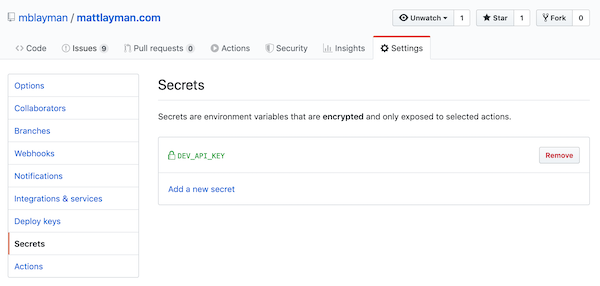 mblayman / mattlayman.com
Unwatch 1 Star 1 Fork 0
Code Issues 9 Pull requests 0 Actions Security Insights Settings
Options
Collaborators
Branches
Webhooks
Notifications
Integrations & services
Deploy keys
Secrets
Actions
Secrets
Secrets are environment variables that are encrypted and only exposed to selected actions.
DEV_API_KEY Remove
Add a new secret